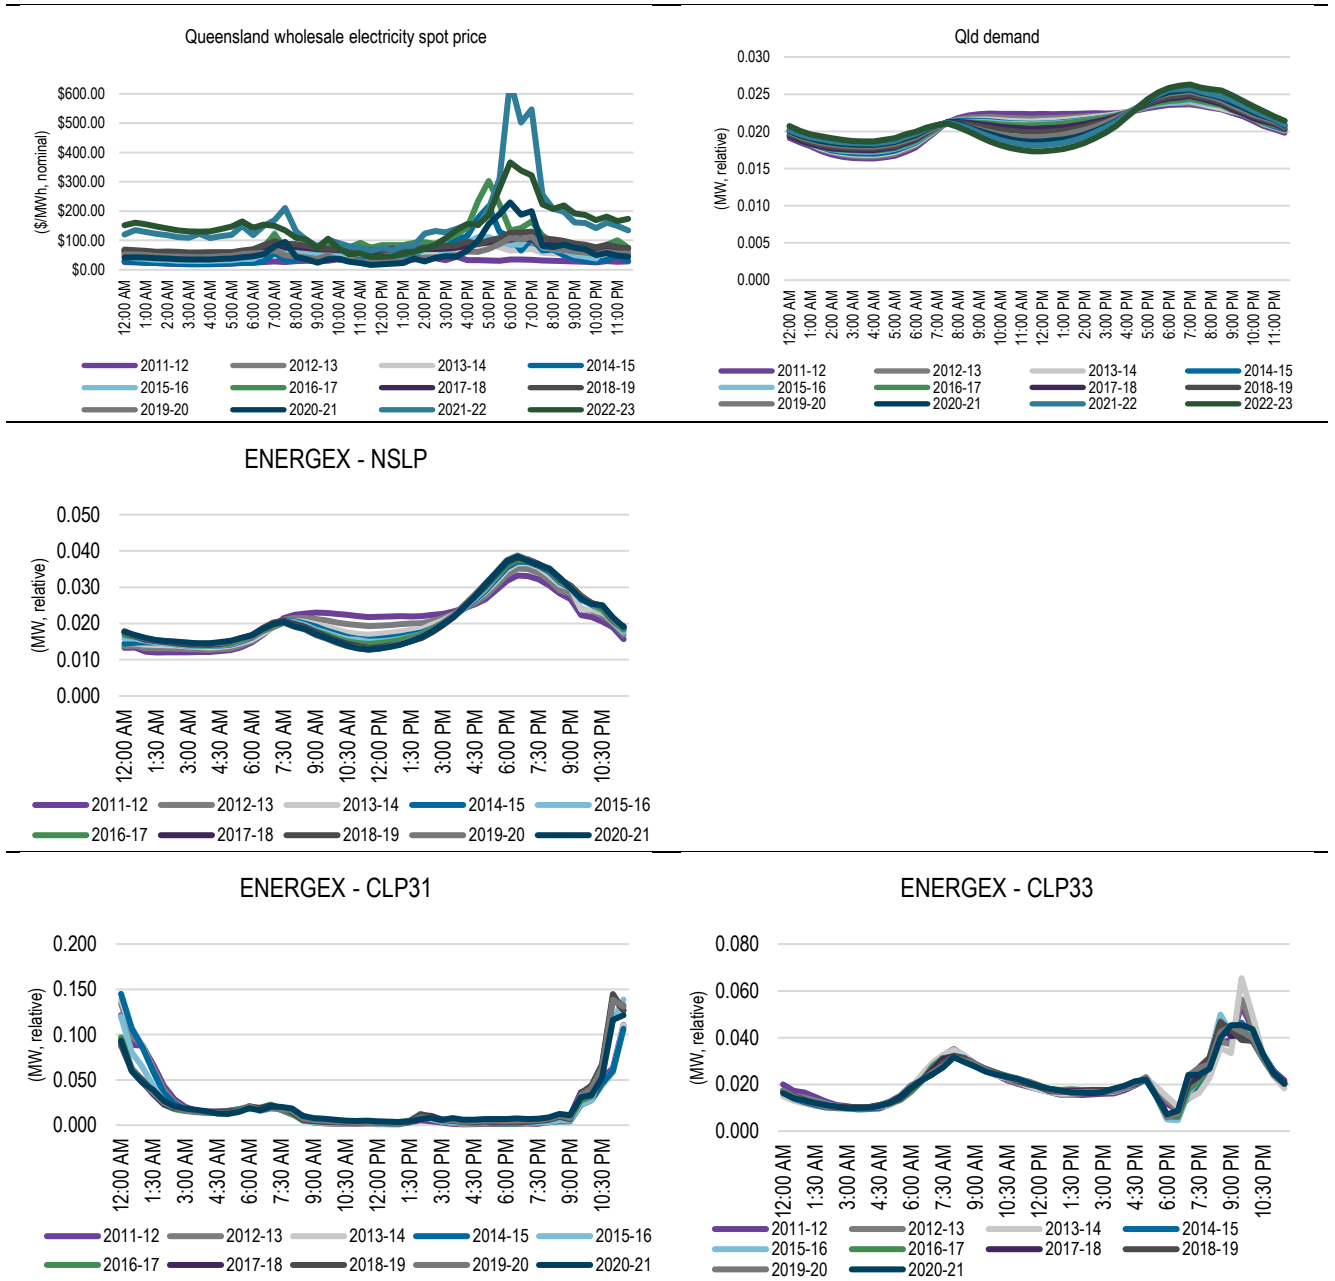 Queensland wholesale electricity spot price
($/MWh, nominal)
$600.00
$500.00
$400.00
$300.00
$200.00
$100.00
$0.00
12:00 AM 1:00 AM 2:00 AM 3:00 AM 4:00 AM 5:00 AM 6:00 AM 7:00 AM 8:00 AM 9:00 AM 10:00 AM 11:00 AM 12:00 PM 1:00 PM 2:00 PM 3:00 PM 4:00 PM 5:00 PM 6:00 PM 7:00 PM 8:00 PM 9:00 PM 10:00 PM 11:00 PM
2011-12 2012-13 2013-14 2014-15
2015-16 2016-17 2017-18 2018-19
2019-20 2020-21 2021-22 2022-23
Qld demand
(MW, relative)
0.030
0.025
0.020
0.015
0.010
0.005
0.000
12:00 AM 1:00 AM 2:00 AM 3:00 AM 4:00 AM 5:00 AM 6:00 AM 7:00 AM 8:00 AM 9:00 AM 10:00 AM 11:00 AM 12:00 PM 1:00 PM 2:00 PM 3:00 PM 4:00 PM 5:00 PM 6:00 PM 7:00 PM 8:00 PM 9:00 PM 10:00 PM 11:00 PM
2011-12 2012-13 2013-14 2014-15
2015-16 2016-17 2017-18 2018-19
2019-20 2020-21 2021-22 2022-23
ENERGEX - NSLP
(MW, relative)
0.050
0.040
0.030
0.020
0.010
0.000
12:00 AM 1:30 AM 3:00 AM 4:30 AM 6:00 AM 7:30 AM 9:00 AM 10:30 AM 12:00 PM 1:30 PM 3:00 PM 4:30 PM 6:00 PM 7:30 PM 9:00 PM 10:30 PM
2011-12 2012-13 2013-14 2014-15 2015-16
2016-17 2017-18 2018-19 2019-20 2020-21
ENERGEX - CLP31
(MW, relative)
0.200
0.150
0.100
0.050
0.000
12:00 AM 1:30 AM 3:00 AM 4:30 AM 6:00 AM 7:30 AM 9:00 AM 10:30 AM 12:00 PM 1:30 PM 3:00 PM 4:30 PM 6:00 PM 7:30 PM 9:00 PM 10:30 PM
2011-12 2012-13 2013-14 2014-15 2015-16
2016-17 2017-18 2018-19 2019-20 2020-21
ENERGEX - CLP33
(MW, relative)
0.080
0.060
0.040
0.020
0.000
12:00 AM 1:30 AM 3:00 AM 4:30 AM 6:00 AM 7:30 AM 9:00 AM 10:30 AM 12:00 PM 1:30 PM 3:00 PM 4:30 PM 6:00 PM 7:30 PM 9:00 PM 10:30 PM
2011-12 2012-13 2013-14 2014-15
2015-16 2016-17 2017-18 2018-19
2019-20 2020-21